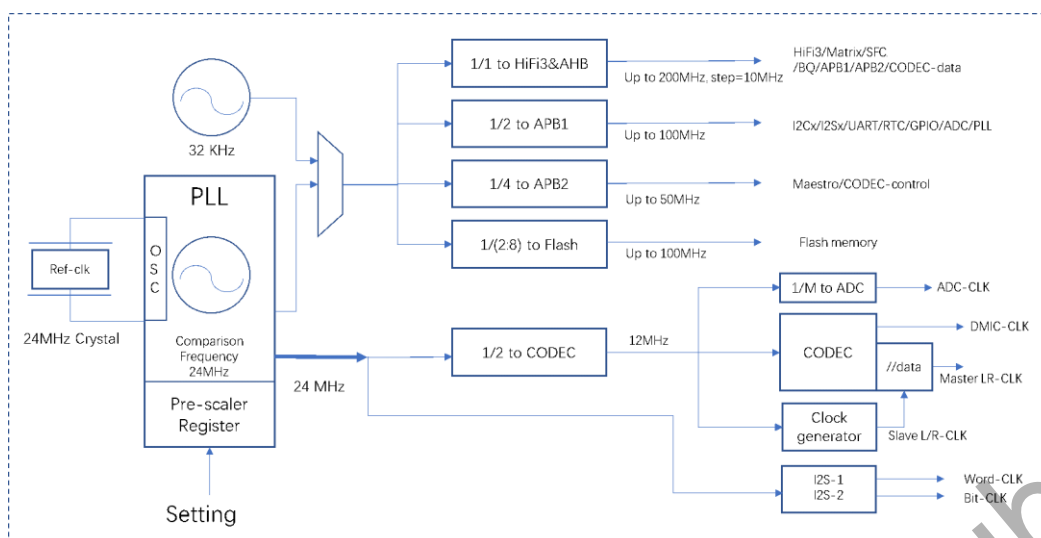 1/1 to HiFi3&AHB
Up to 200MHz, step=10MHz
HiFi3/Matrix/SFC
/BQ/APB1/APB2/CODEC-data
32 KHz
1/2 to APB1
Up to 100MHz
I2Cx/I2Sx/UART/RTC/GPIO/ADC/PLL
1/4 to APB2
Up to 50MHz
Maestro/CODEC-control
1/(2:8) to Flash
Up to 100MHz
Flash memory
PLL
O
S
C
Ref-clk
24MHz Crystal
Comparison
Frequency
24MHz
24 MHz
Pre-scaler
Register
Setting
1/2 to CODEC
12MHz
1/M to ADC
ADC-CLK
CODEC
DMIC-CLK
//data
Master LR-CLK
Clock
generator
Slave L/R-CLK
I2S-1
I2S-2
Word-CLK
Bit-CLK